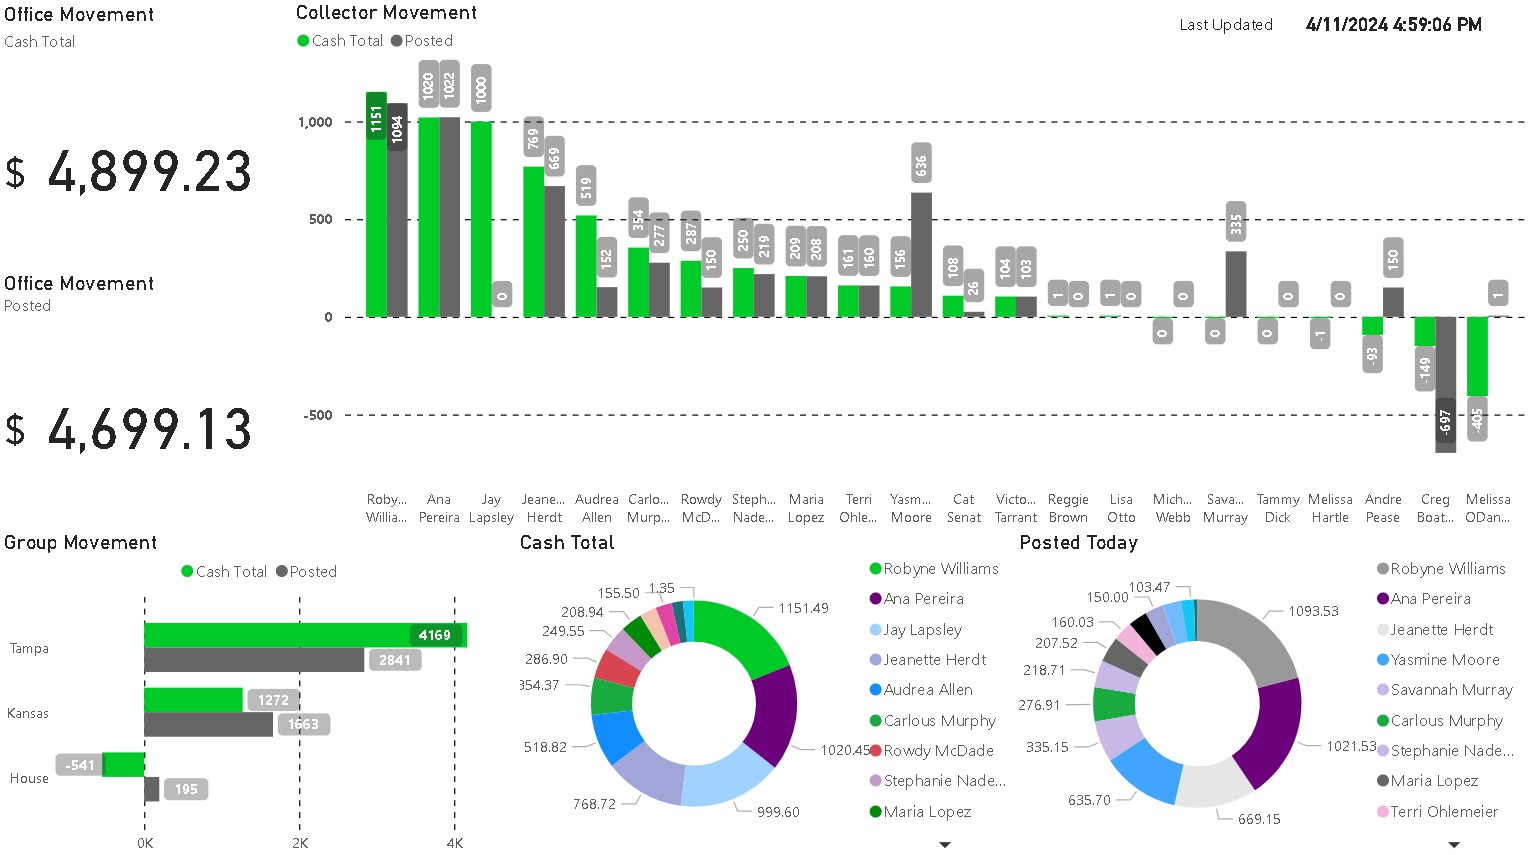 Office Movement
Cash Total
$ 4,899.23
Office Movement
Posted
$ 4,699.13
Collector Movement
Cash Total Posted
Last Updated 4/11/2024 4:59:06 PM
1,000
500
0
-500
1151 1094
1020 1022
1000 0
769 669
519 152
354 277
287 150
250 219
209 208
161 160
156 636
108 26
104 103
1 0
1 0
0 0
0 335
0 0
-1 0
-93 150
-149 -697
-405 1
Roby... Willia...
Ana Pereira
Jay Lapsley
Jeane... Herdt
Audrea Allen
Carlo... Murp...
Rowdy McD...
Steph... Nade...
Maria Lopez
Terri Ohle...
Yasm... Moore
Cat Senat
Victo... Tarrant
Reggie Brown
Lisa Otto
Mich... Webb
Sava... Murray
Tammy Dick
Melissa Hartle
Andre Pease
Creg Boat...
Melissa ODan...
Group Movement
Cash Total Posted
Tampa 4169 2841
Kansas 1272 1663
House -541 195
0K 2K 4K
Cash Total
1151.49
1020.45
999.60
768.72
518.82
354.37
286.90
249.55
208.94
155.50
1.35
Robyne Williams
Ana Pereira
Jay Lapsley
Jeanette Herdt
Audrea Allen
Carlous Murphy
Rowdy McDade
Stephanie Nade...
Maria Lopez
Posted Today
1093.53
1021.53
669.15
635.70
335.15
276.91
218.71
207.52
160.03
150.00
103.47
Robyne Williams
Ana Pereira
Jeanette Herdt
Yasmine Moore
Savannah Murray
Carlous Murphy
Stephanie Nade...
Maria Lopez
Terri Ohlemeier